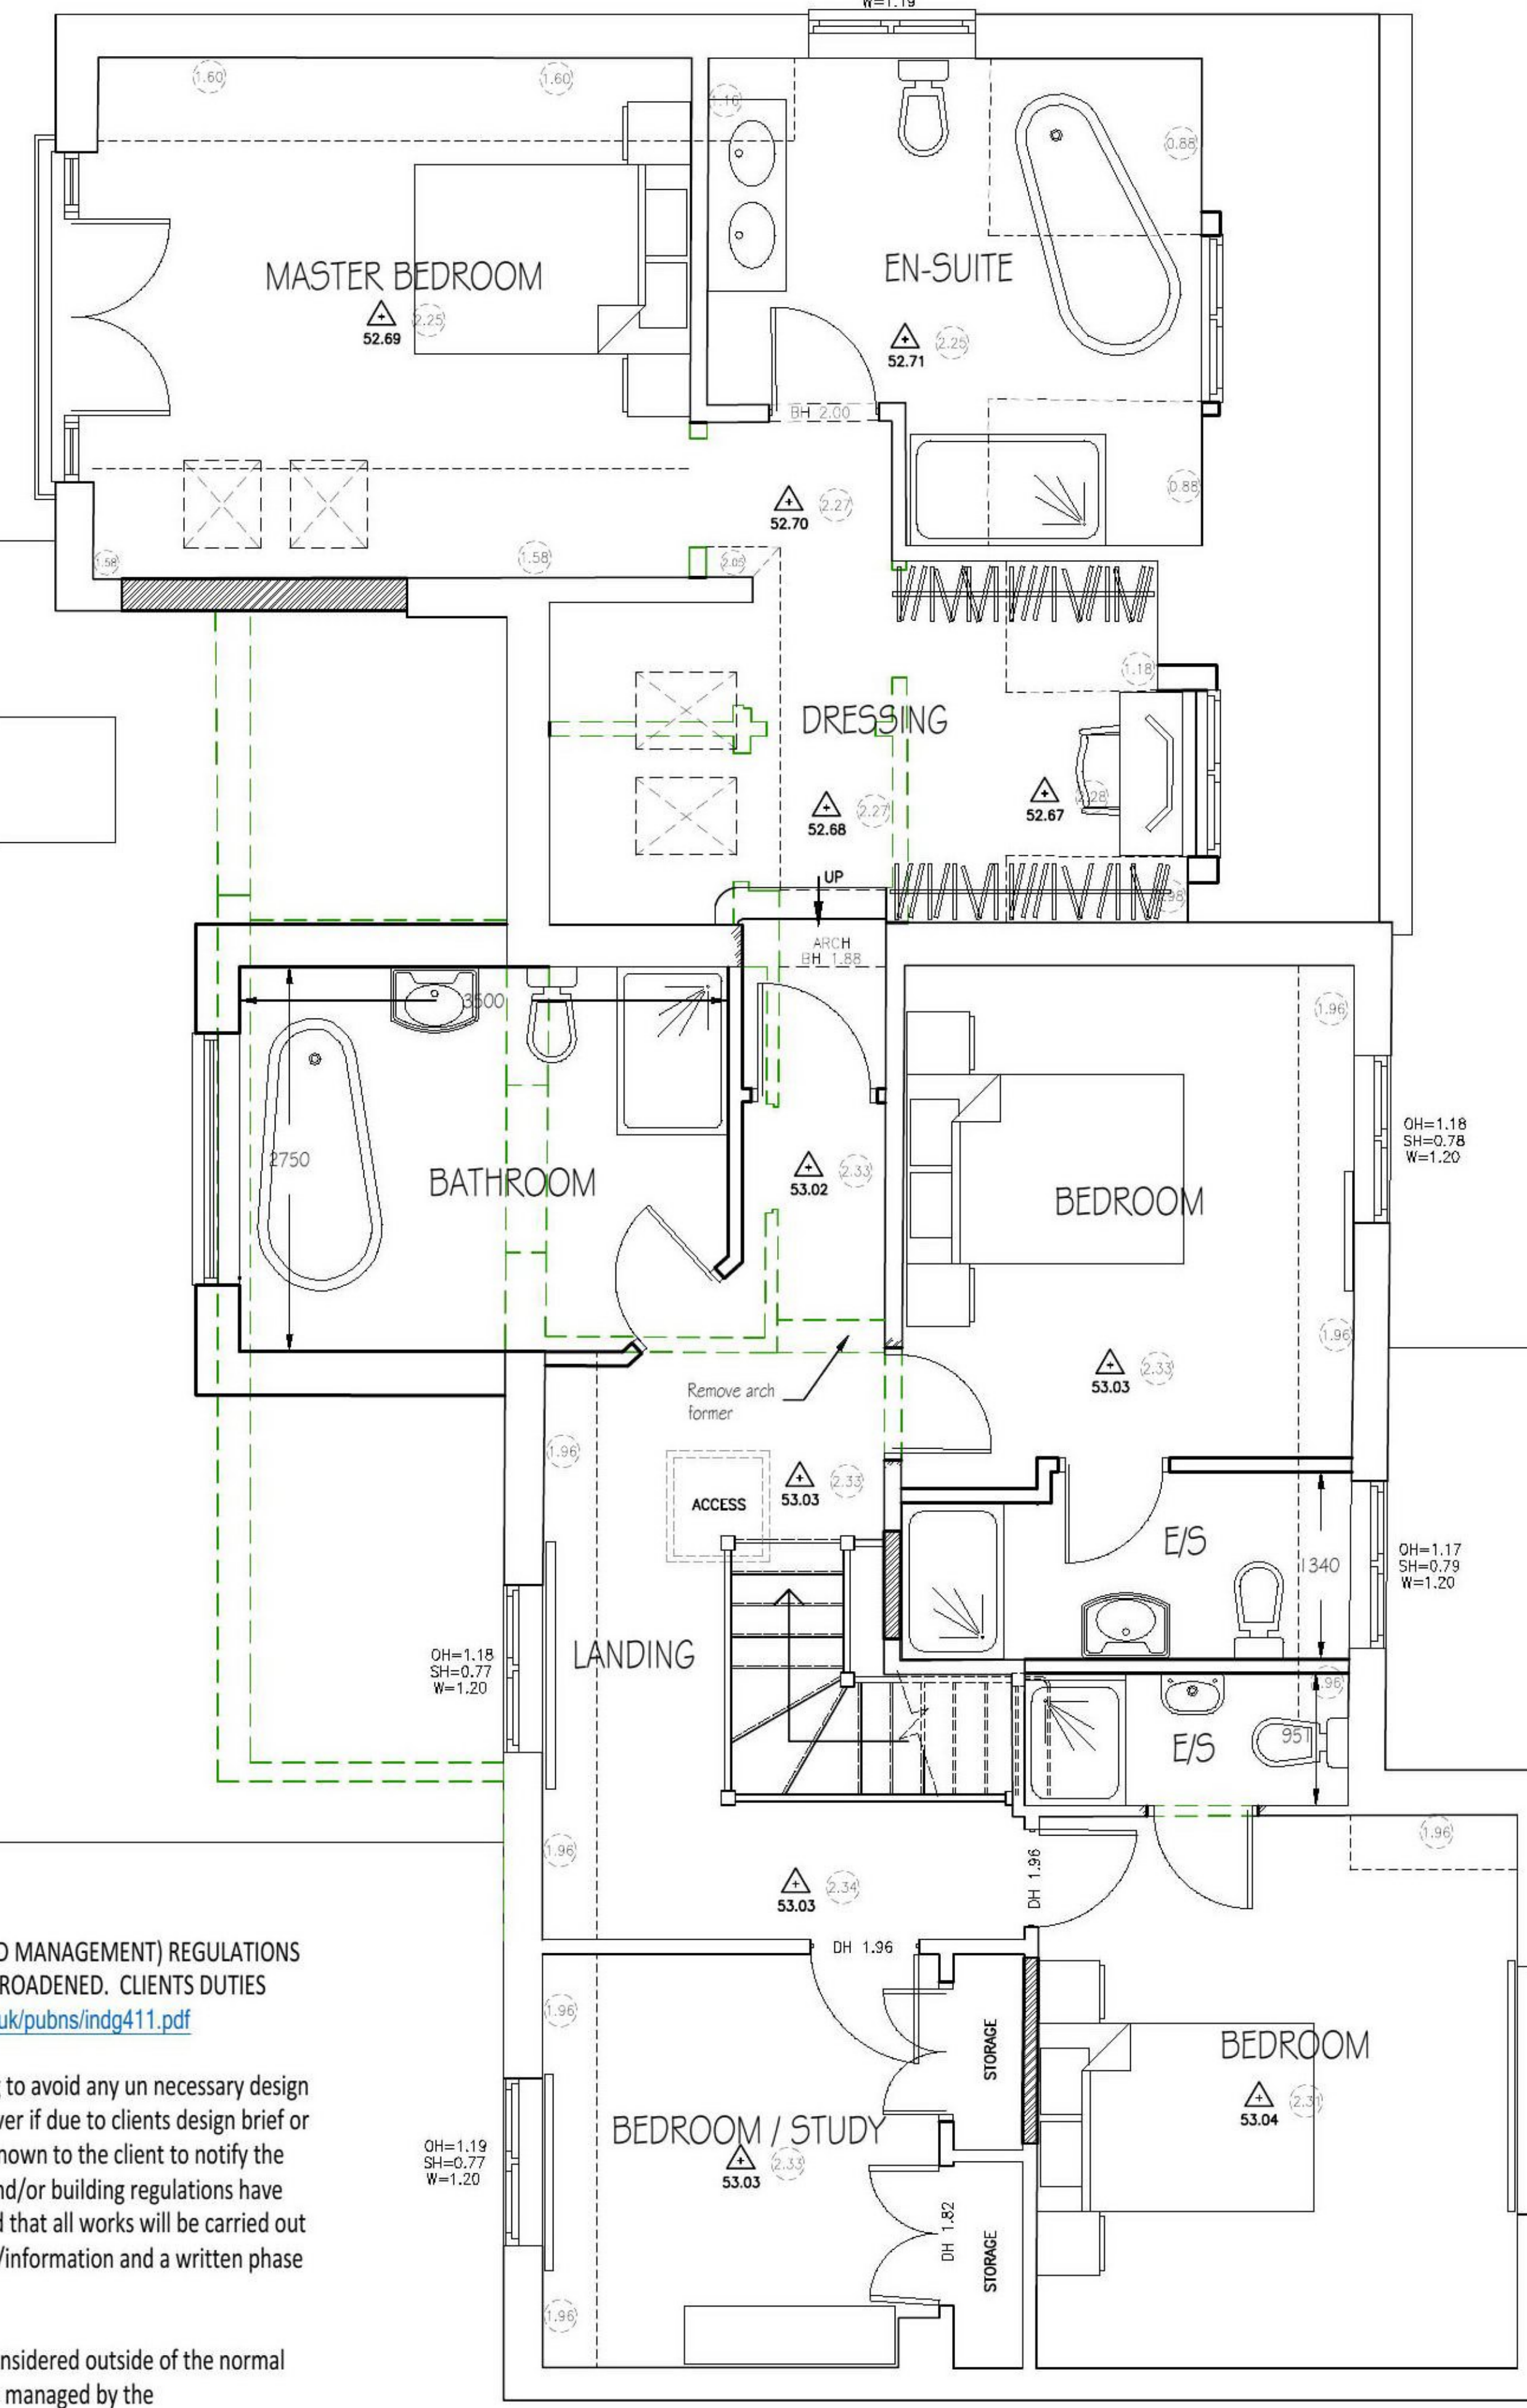 W=1.19
1.60
1.60
1.16
0.88
MASTER BEDROOM
EN-SUITE
52.69
2.25
52.71
2.25
BH 2.00
0.88
52.70
2.27
1.58
1.58
2.05
1.18
DRESSING
52.68
2.27
52.67
2.28
UP
ARCH
BH 1.88
3500
1.96
2750
BATHROOM
53.02
2.33
BEDROOM
OH=1.18
SH=0.78
W=1.20
1.96
Remove arch
former
53.03
2.33
1.96
ACCESS
53.03
2.33
E/S
1340
OH=1.17
SH=0.79
W=1.20
OH=1.18
SH=0.77
W=1.20
LANDING
E/S
951
1.96
1.96
53.03
2.34
DH 1.96
1.96
DH 1.96
D MANAGEMENT) REGULATIONS
ROADENED. CLIENTS DUTIES
uk/pubns/indg411.pdf
1.96
STORAGE
BEDROOM
53.04
2.31
to avoid any un necessary design
ver if due to clients design brief or
nown to the client to notify the
nd/or building regulations have
d that all works will be carried out
/information and a written phase
BEDROOM / STUDY
53.03
2.33
OH=1.19
SH=0.77
W=1.20
DH 1.82
STORAGE
1.96
nsidered outside of the normal
managed by the